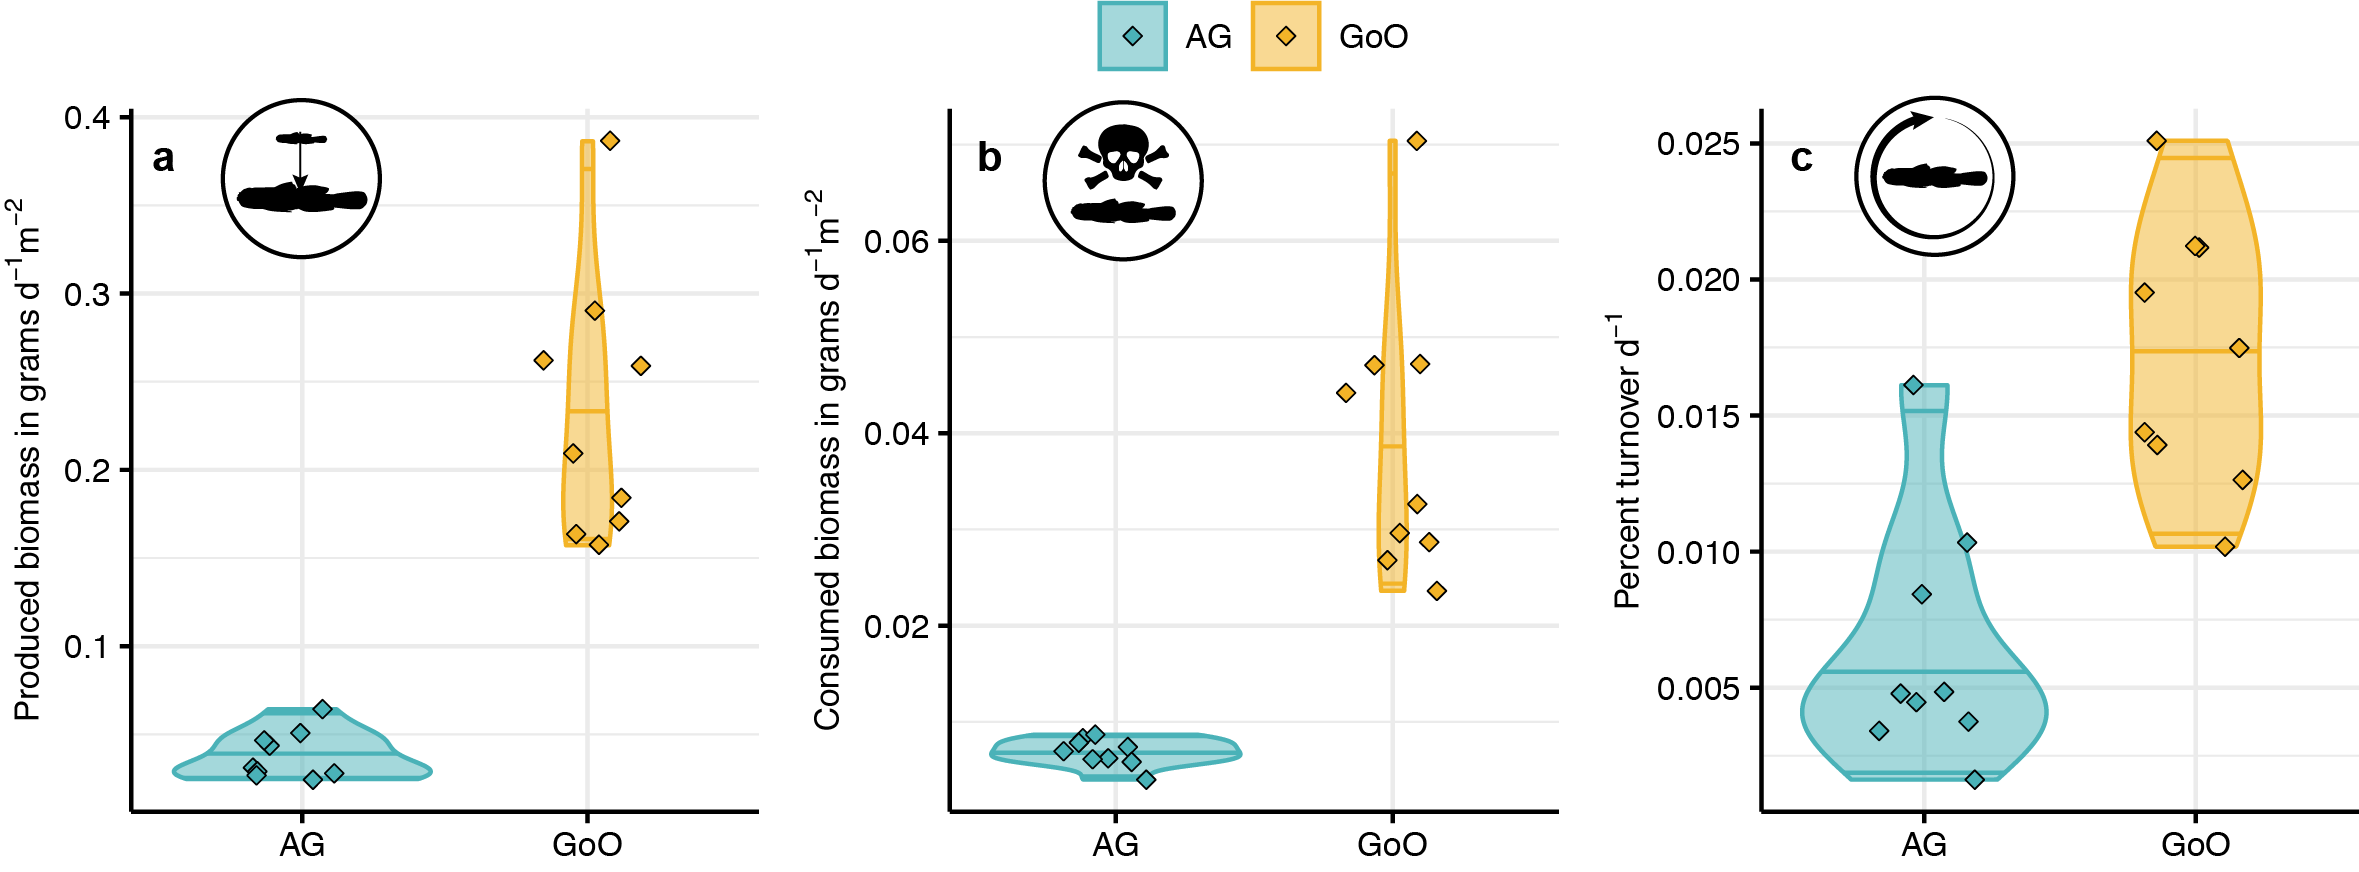 AG GoO
a
Produced biomass in grams d⁻¹m⁻²
0.4
0.3
0.2
0.1
AG GoO
b
Consumed biomass in grams d⁻¹m⁻²
0.06
0.04
0.02
AG GoO
c
Percent turnover d⁻¹
0.025
0.020
0.015
0.010
0.005
AG GoO